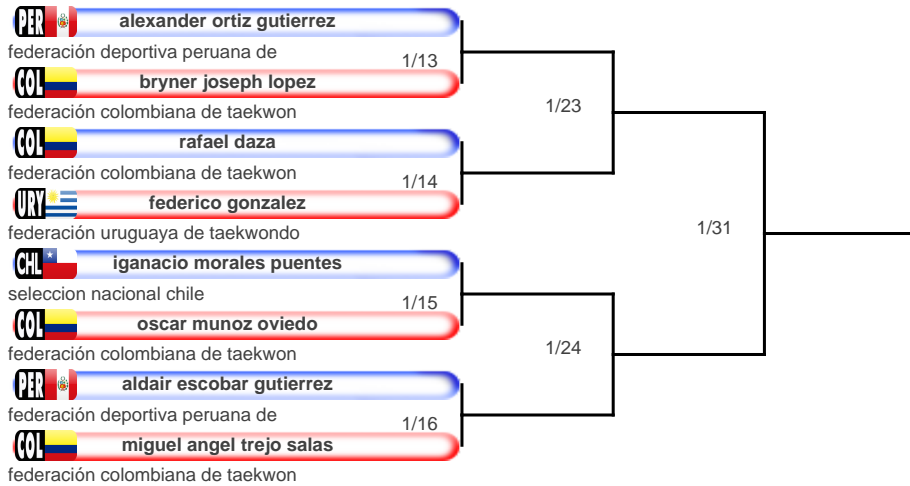 PER alexander ortiz gutierrez
federación deportiva peruana de
1/13
COL bryner joseph lopez
federación colombiana de taekwon
1/23
COL rafael daza
federación colombiana de taekwon
1/14
URY federico gonzalez
federación uruguaya de taekwondo
1/31
CHL iganacio morales puentes
seleccion nacional chile
1/15
COL oscar munoz oviedo
federación colombiana de taekwon
1/24
PER aldair escobar gutierrez
federación deportiva peruana de
1/16
COL miguel angel trejo salas
federación colombiana de taekwon